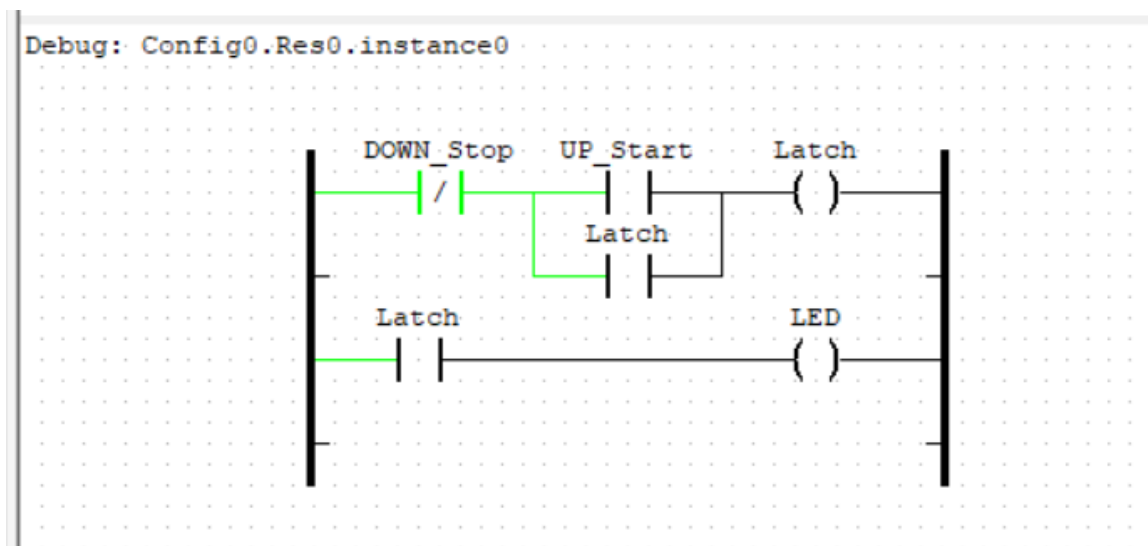 Debug: Config0.Res0.instance0
DOWN_Stop UP_Start Latch
/
Latch
Latch LED